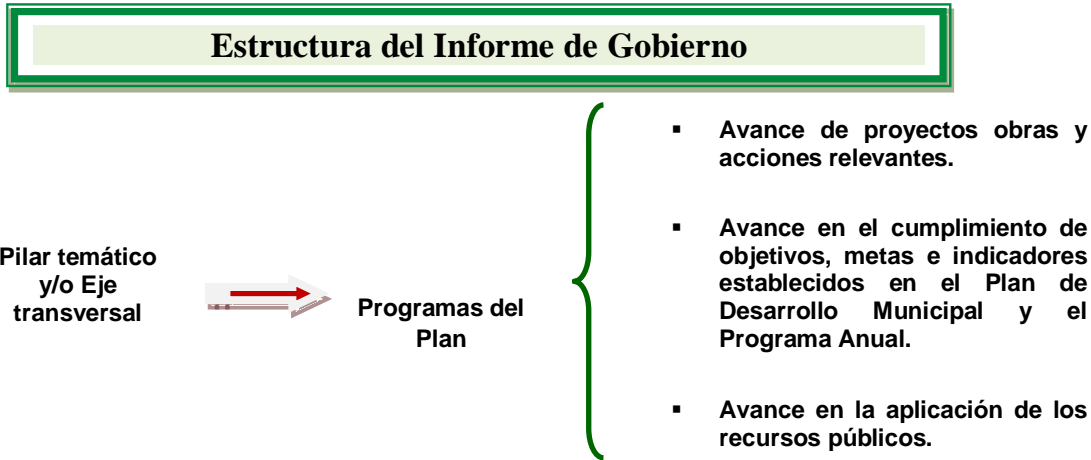 Estructura del Informe de Gobierno
Pilar temático
y/o Eje
transversal
Programas del
Plan
▪ Avance de proyectos obras y
acciones relevantes.
▪ Avance en el cumplimiento de
objetivos, metas e indicadores
establecidos en el Plan de
Desarrollo Municipal y el
Programa Anual.
▪ Avance en la aplicación de los
recursos públicos.